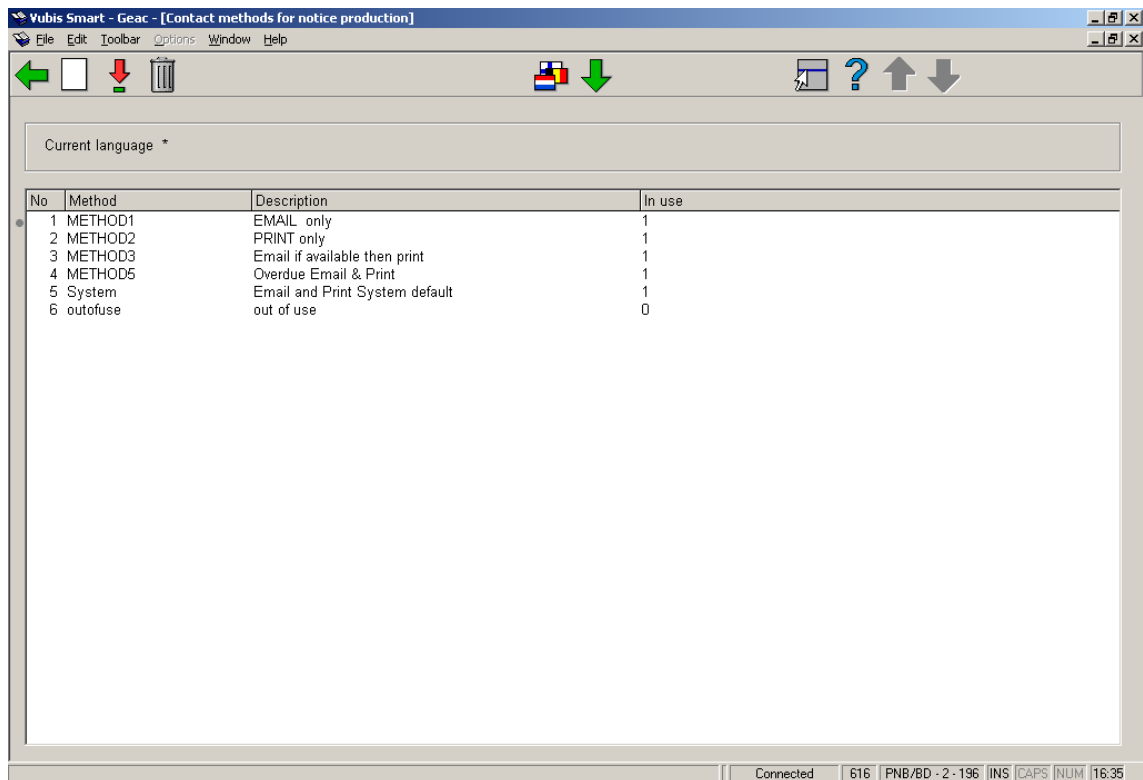 Vubis Smart - Geac - [Contact methods for notice production]
File Edit Toolbar Options Window Help
Current language *
No Method Description In use
1 METHOD1 EMAIL only 1
2 METHOD2 PRINT only 1
3 METHOD3 Email if available then print 1
4 METHOD5 Overdue Email & Print 1
5 System Email and Print System default 1
6 outofuse out of use 0
Connected 616 PNB/BD - 2 - 196 INS CAPS NUM 16:35